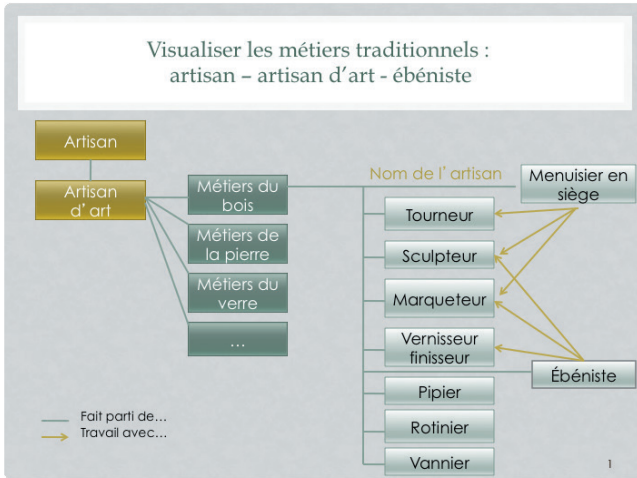 Visualiser les métiers traditionnels :
artisan – artisan d'art - ébéniste
Artisan
Artisan
d'art
Métiers du
bois
Métiers de
la pierre
Métiers du
verre
...
Nom de l'artisan
Menuisier en
siège
Tourneur
Sculpteur
Marqueteur
Vernisseur
finisseur
Ébéniste
Pipier
Rotinier
Vannier
Fait parti de...
Travail avec...
1